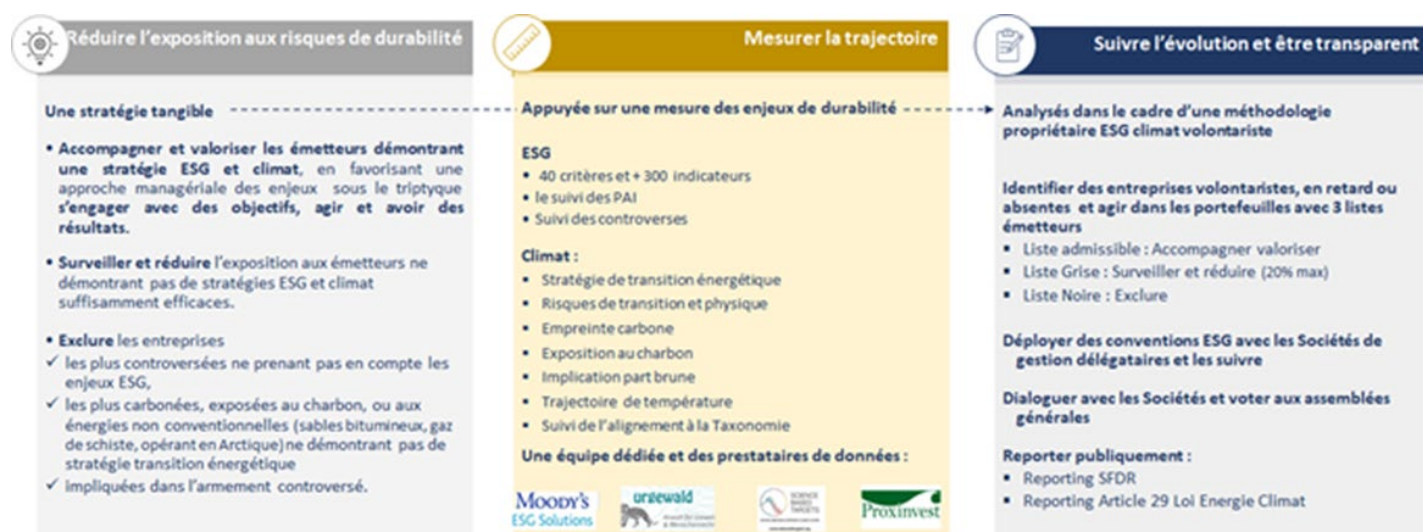 Réduire l'exposition aux risques de durabilité
Une stratégie tangible
• Accompagner et valoriser les émetteurs démontrant
une stratégie ESG et climat, en favorisant une
approche managériale des enjeux sous le triptyque
s'engager avec des objectifs, agir et avoir des
résultats.
• Surveiller et réduire l'exposition aux émetteurs ne
démontrant pas de stratégies ESG et climat
suffisamment efficaces.
• Exclure les entreprises
✓ les plus controversées ne prenant pas en compte les
enjeux ESG,
✓ les plus carbonées, exposées au charbon, ou aux
énergies non conventionnelles (sables bitumineux, gaz
de schiste, opérant en Arctique) ne démontrant pas de
stratégie transition énergétique
✓ impliquées dans l'armement controversé.
Mesurer la trajectoire
Appuyée sur une mesure des enjeux de durabilité
ESG
▪ 40 critères et + 300 indicateurs
▪ le suivi des PAI
▪ Suivi des controverses
Climat :
▪ Stratégie de transition énergétique
▪ Risques de transition et physique
▪ Empreinte carbone
▪ Exposition au charbon
▪ Implication part brune
▪ Trajectoire de température
▪ Suivi de l'alignement à la Taxonomie
Une équipe dédiée et des prestataires de données :
MOODY'S
ESG Solutions
urgewald
SCIENCE
BASED
TARGETS
Proxinvest
Suivre l'évolution et être transparent
Analysés dans le cadre d'une méthodologie
propriétaire ESG climat volontariste
Identifier des entreprises volontaristes, en retard ou
absentes et agir dans les portefeuilles avec 3 listes
émetteurs
▪ Liste admissible : Accompagner valoriser
▪ Liste Grise : Surveiller et réduire (20% max)
▪ Liste Noire : Exclure
Déployer des conventions ESG avec les Sociétés de
gestion délégataires et les suivre
Dialoguer avec les Sociétés et voter aux assemblées
générales
Reporter publiquement :
▪ Reporting SFDR
▪ Reporting Article 29 Loi Energie Climat